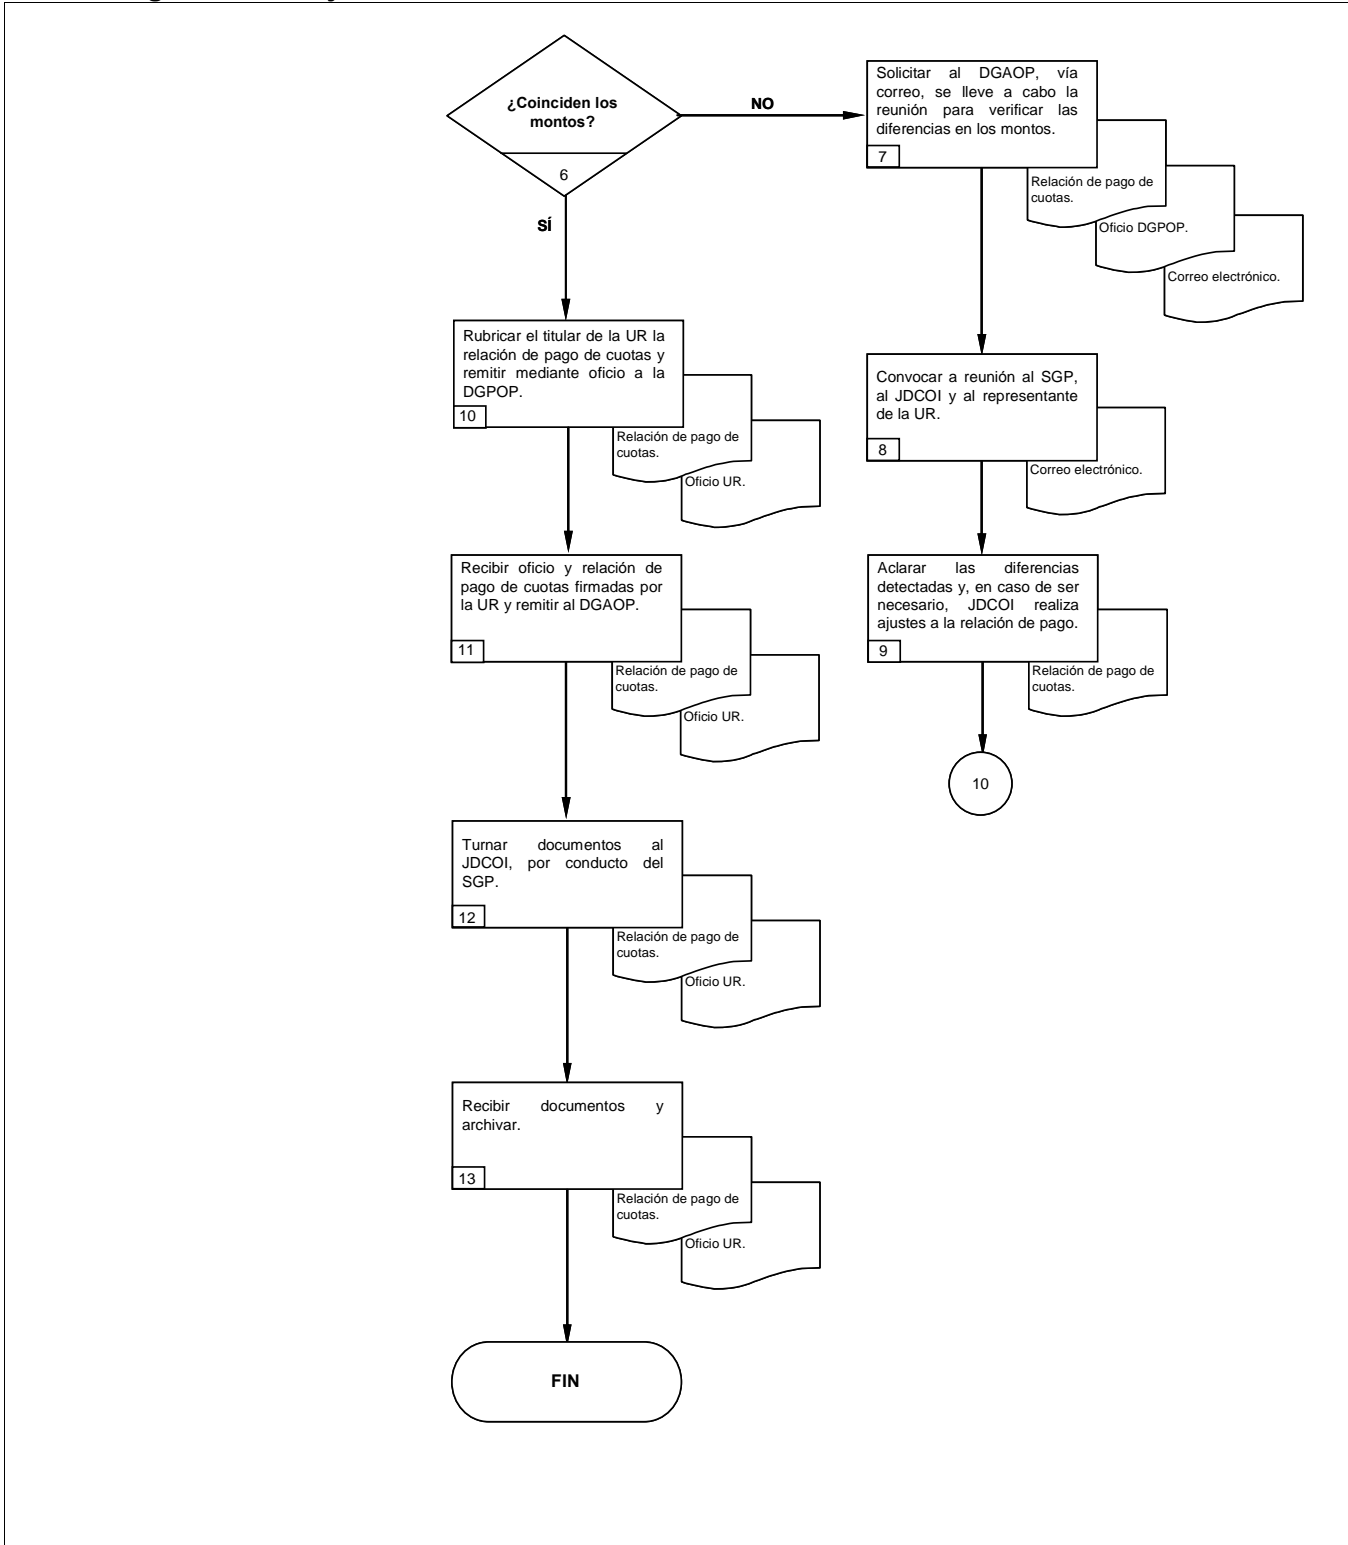 ¿Coinciden los
montos?
6
NO
SÍ
Solicitar al DGAOP, vía
correo, se lleve a cabo la
reunión para verificar las
diferencias en los montos.
7
Relación de pago de
cuotas.
Oficio DGPOP.
Correo electrónico.
Convocar a reunión al SGP,
al JDCOI y al representante
de la UR.
8
Correo electrónico.
Aclarar las diferencias
detectadas y, en caso de ser
necesario, JDCOI realiza
ajustes a la relación de pago.
9
Relación de pago de
cuotas.
10
Rubricar el titular de la UR la
relación de pago de cuotas y
remitir mediante oficio a la
DGPOP.
10
Relación de pago de
cuotas.
Oficio UR.
Recibir oficio y relación de
pago de cuotas firmadas por
la UR y remitir al DGAOP.
11
Relación de pago de
cuotas.
Oficio UR.
Turnar documentos al
JDCOI, por conducto del
SGP.
12
Relación de pago de
cuotas.
Oficio UR.
Recibir documentos y
archivar.
13
Relación de pago de
cuotas.
Oficio UR.
FIN